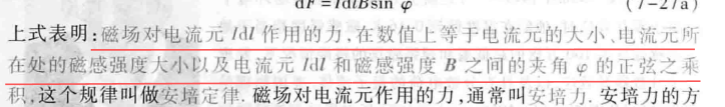 dF = IdlBsin φ (7-27a)
上式表明:磁场对电流元 Idl 作用的力,在数值上等于电流元的大小、电流元所
在处的磁感强度大小以及电流元 Idl 和磁感强度 B 之间的夹角 φ 的正弦之乘
积,这个规律叫做安培定律. 磁场对电流元作用的力,通常叫安培力. 安培力的方